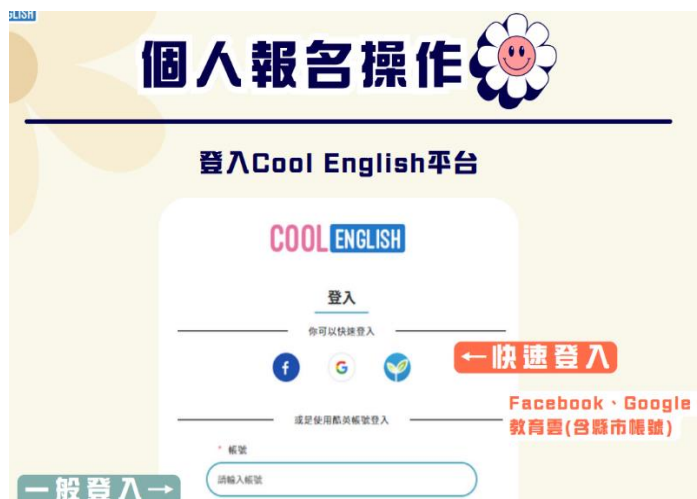 GLISH
個人報名操作
登入Cool English平台
COOL ENGLISH
登入
你可以快速登入
f G
←快速登入
Facebook、Google
教育雲(含縣市帳號)
或是使用酷英帳號登入
* 帳號
請輸入帳號
一般登入→